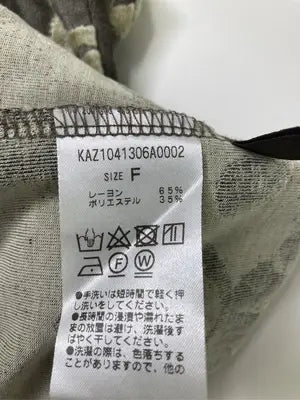 KAZ1041306A0002
SIZE F
レーヨン 65%
ポリエステル 35%
●手洗いは短時間で軽く押
し洗いをしてください。
●長時間の浸漬や濡れたま
まの放置は避け、洗濯後す
ばやく干してください。
●洗濯の際は、色落ちする
ことがありますので、他の